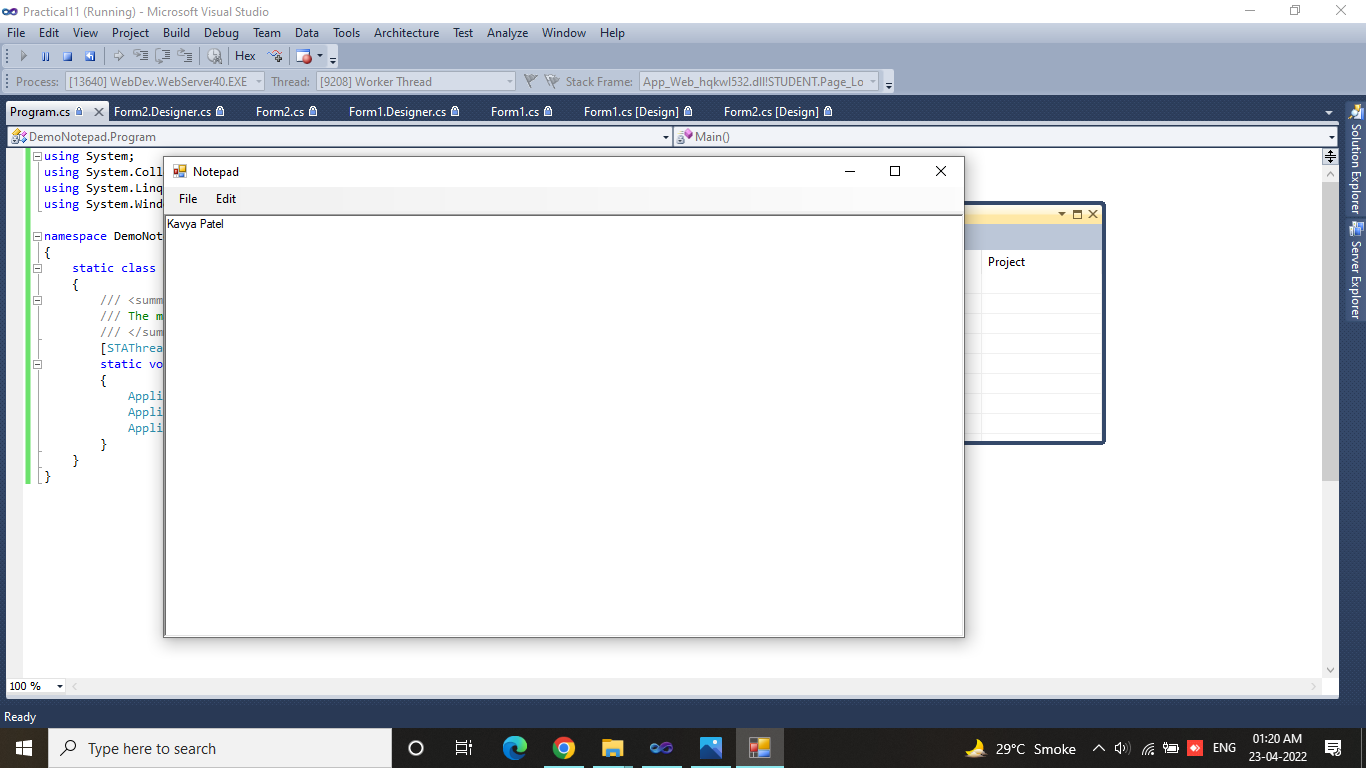 Practical11 (Running) - Microsoft Visual Studio
File Edit View Project Build Debug Team Data Tools Architecture Test Analyze Window Help
Hex
Process: [13640] WebDev.WebServer40.EXE Thread: [9208] Worker Thread Stack Frame: App_Web_hqkwl532.dll!STUDENT.Page_Lo
Program.cs Form2.Designer.cs Form2.cs Form1.Designer.cs Form1.cs Form1.cs [Design] Form2.cs [Design]
DemoNotepad.Program Main()
using System;
using System.Coll
using System.Linq
using System.Wind
namespace DemoNot
{
static class
{
/// <summ
/// The m
/// </sum
[STAThrea
static vo
{
Appli
Appli
Appli
}
}
}
Notepad
File Edit
Kavya Patel
Project
Solution Explorer
Server Explorer
100 %
Ready
Type here to search
29°C Smoke
ENG
01:20 AM
23-04-2022